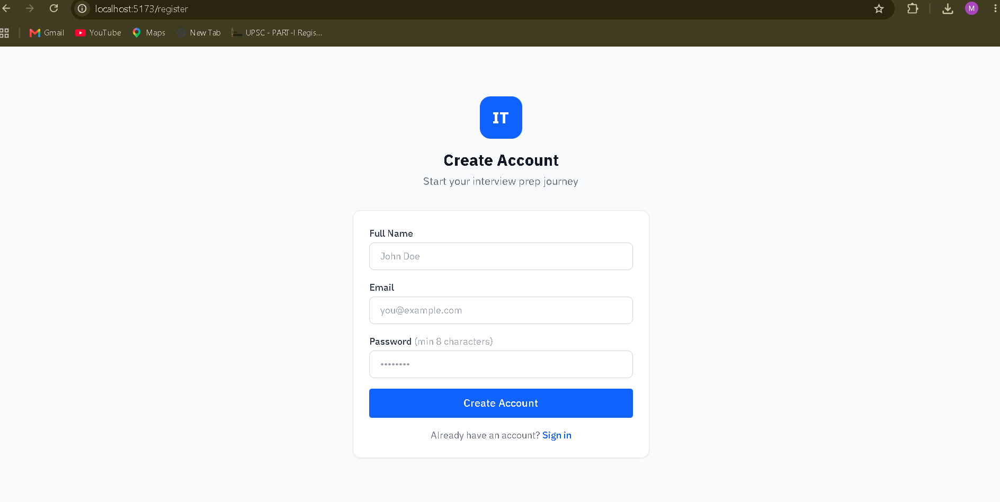 localhost:5173/register
M
Gmail YouTube Maps New Tab UPSC - PART-I Regis...
IT
Create Account
Start your interview prep journey
Full Name
John Doe
Email
you@example.com
Password (min 8 characters)
••••••••
Create Account
Already have an account? Sign in